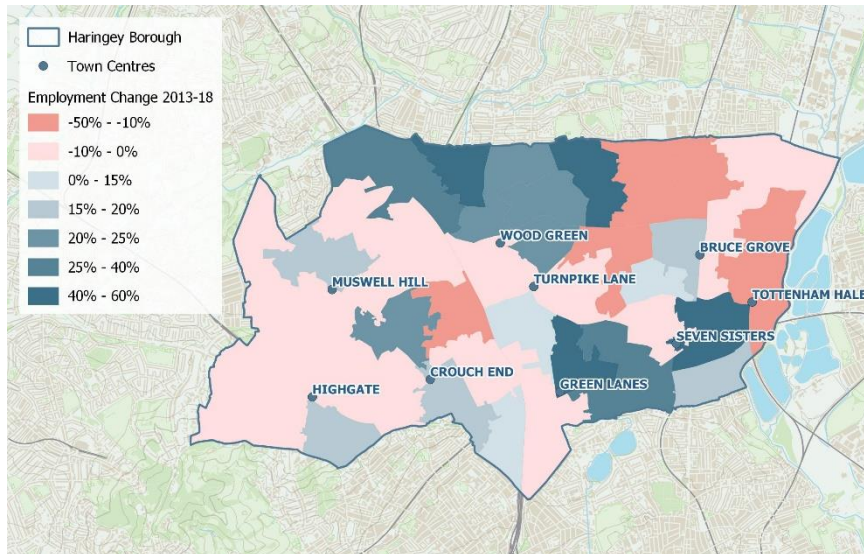 Haringey Borough
Town Centres
Employment Change 2013-18
-50% - -10%
-10% - 0%
0% - 15%
15% - 20%
20% - 25%
25% - 40%
40% - 60%
WOOD GREEN
BRUCE GROVE
MUSWELL HILL
TURNPIKE LANE
TOTTENHAM HALE
SEVEN SISTERS
CROUCH END
GREEN LANES
HIGHGATE